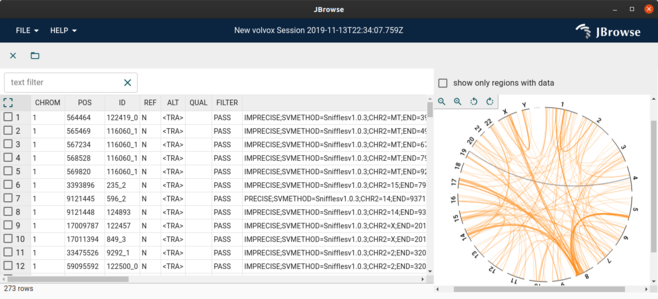 JBrowse
FILE HELP New volvox Session 2019-11-13T22:34:07.759Z JBrowse
text filter
show only regions with data
CHROM POS ID REF ALT QUAL FILTER
1 1 564464 122419_0 N <TRA> PASS IMPRECISE;SVMETHOD=Snifflesv1.0.3;CHR2=MT;END=3
2 1 565469 116060_1 N <TRA> PASS IMPRECISE;SVMETHOD=Snifflesv1.0.3;CHR2=MT;END=49
3 1 567234 116060_1 N <TRA> PASS IMPRECISE;SVMETHOD=Snifflesv1.0.3;CHR2=MT;END=6
4 1 568528 116060_1 N <TRA> PASS IMPRECISE;SVMETHOD=Snifflesv1.0.3;CHR2=MT;END=79
5 1 569820 116060_1 N <TRA> PASS IMPRECISE;SVMETHOD=Snifflesv1.0.3;CHR2=MT;END=92
6 1 3393896 235_2 N <TRA> PASS IMPRECISE;SVMETHOD=Snifflesv1.0.3;CHR2=15;END=79
7 1 9121445 596_2 N <TRA> PASS PRECISE;SVMETHOD=Snifflesv1.0.3;CHR2=14;END=9371
8 1 9121448 124893 N <TRA> PASS IMPRECISE;SVMETHOD=Snifflesv1.0.3;CHR2=14;END=93
9 1 17009787 122457 N <TRA> PASS IMPRECISE;SVMETHOD=Snifflesv1.0.3;CHR2=X;END=201
10 1 17011394 849_3 N <TRA> PASS IMPRECISE;SVMETHOD=Snifflesv1.0.3;CHR2=X;END=201
11 1 33475526 9292_1 N <TRA> PASS IMPRECISE;SVMETHOD=Snifflesv1.0.3;CHR2=2;END=320
12 1 59095592 122500_0 N <TRA> PASS IMPRECISE;SVMETHOD=Snifflesv1.0.3;CHR2=2;END=320
273 rows
1
2
3
4
5
6
7
8
9
10
11
12
13
14
15
16
17
18
19
20
21
22
X
Y